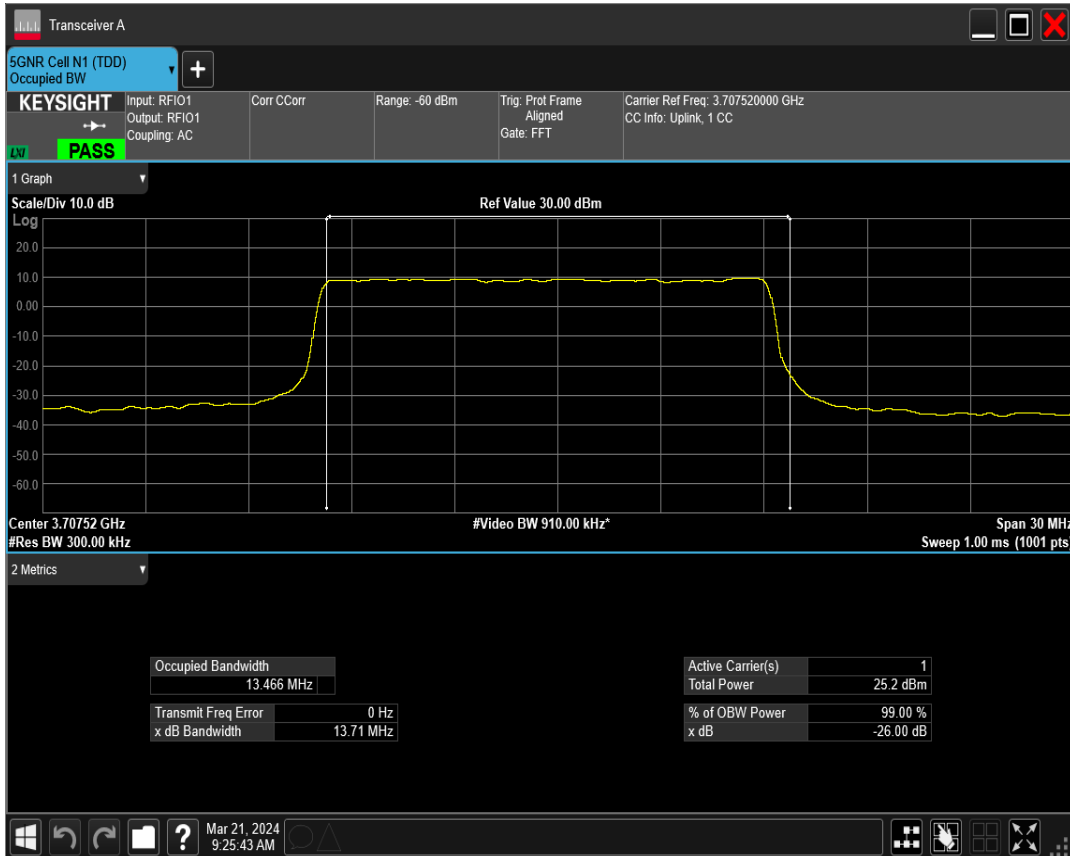 Transceiver A
5GNR Cell N1 (TDD)
Occupied BW
+
KEYSIGHT
LXI
PASS
Input: RFIO1
Output: RFIO1
Coupling: AC
Corr CCorr
Range: -60 dBm
Trig: Prot Frame
Aligned
Gate: FFT
Carrier Ref Freq: 3.707520000 GHz
CC Info: Uplink, 1 CC
1 Graph
Scale/Div 10.0 dB
Ref Value 30.00 dBm
Log
20.0
10.0
0.00
-10.0
-20.0
-30.0
-40.0
-50.0
-60.0
Center 3.70752 GHz
#Video BW 910.00 kHz*
Span 30 MHz
#Res BW 300.00 kHz
Sweep 1.00 ms (1001 pts)
2 Metrics
Occupied Bandwidth
13.466 MHz
Transmit Freq Error 0 Hz
x dB Bandwidth 13.71 MHz
Active Carrier(s) 1
Total Power 25.2 dBm
% of OBW Power 99.00 %
x dB -26.00 dB
?
Mar 21, 2024
9:25:43 AM